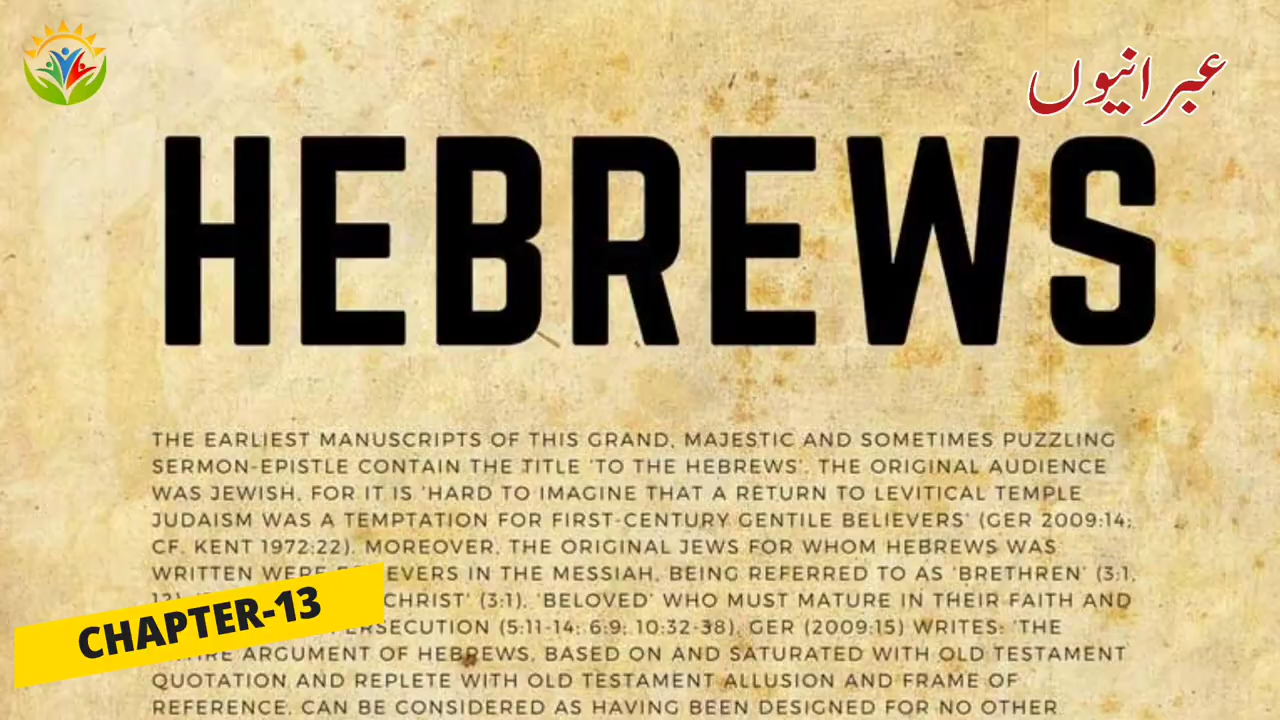 عبرانیوں
HEBREWS
THE EARLIEST MANUSCRIPTS OF THIS GRAND, MAJESTIC AND SOMETIMES PUZZLING
SERMON-EPISTLE CONTAIN THE TITLE 'TO THE HEBREWS'. THE ORIGINAL AUDIENCE
WAS JEWISH, FOR IT IS 'HARD TO IMAGINE THAT A RETURN TO LEVITICAL TEMPLE
JUDAISM WAS A TEMPTATION FOR FIRST-CENTURY GENTILE BELIEVERS' (GER 2009:14;
CF. KENT 1972:22). MOREOVER, THE ORIGINAL JEWS FOR WHOM HEBREWS WAS
WRITTEN WERE BELIEVERS IN THE MESSIAH, BEING REFERRED TO AS 'BRETHREN' (3:1,
12), CHRIST' (3:1), 'BELOVED' WHO MUST MATURE IN THEIR FAITH AND
PERSECUTION (5:11-14; 6:9; 10:32-38). GER (2009:15) WRITES: 'THE
ENTIRE ARGUMENT OF HEBREWS, BASED ON AND SATURATED WITH OLD TESTAMENT
QUOTATION AND REPLETE WITH OLD TESTAMENT ALLUSION AND FRAME OF
REFERENCE, CAN BE CONSIDERED AS HAVING BEEN DESIGNED FOR NO OTHER
CHAPTER-13